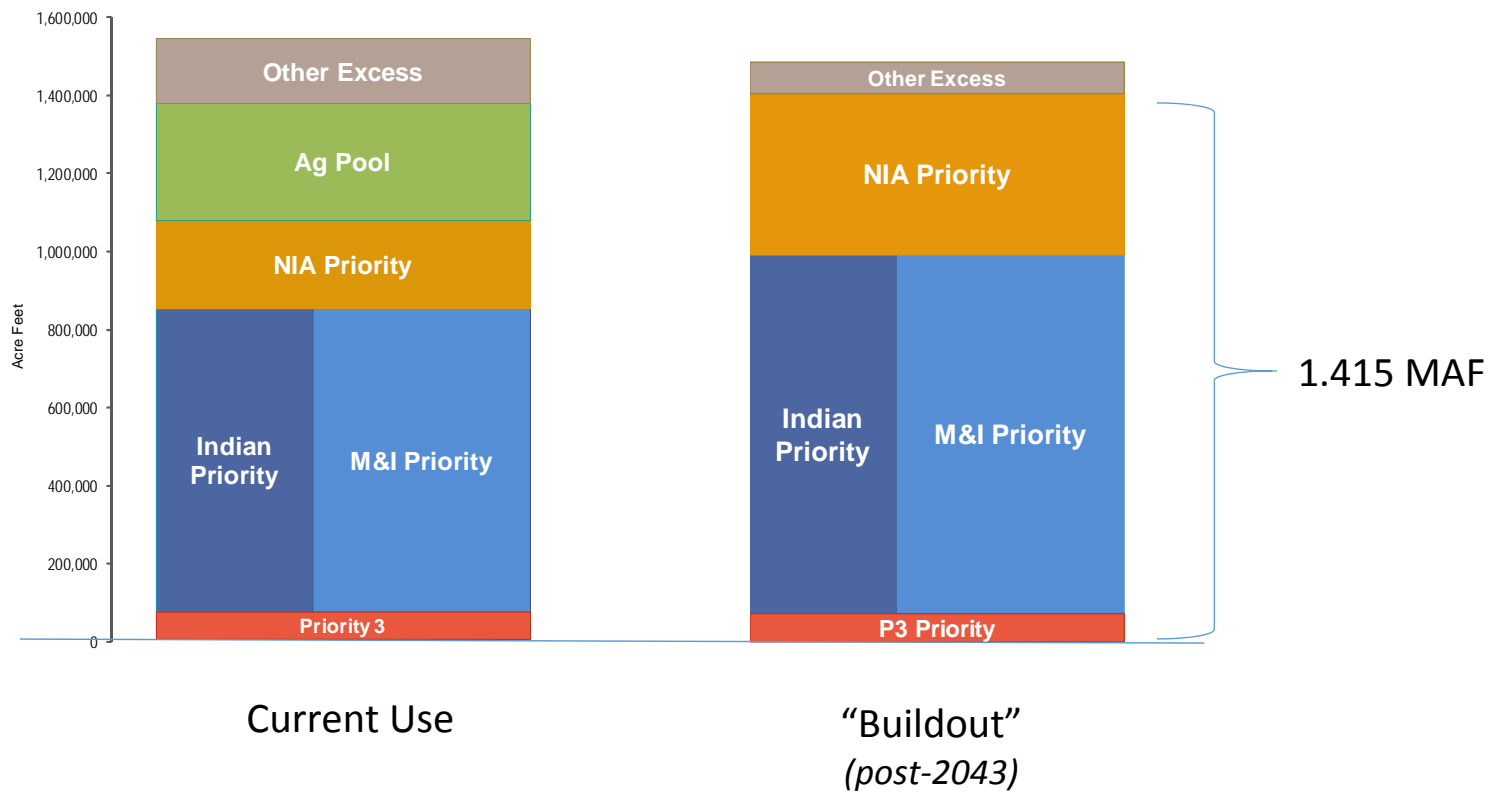 1,600,000
1,400,000
1,200,000
1,000,000
800,000
600,000
400,000
200,000
0
Acre Feet
Other Excess
Ag Pool
NIA Priority
Indian
Priority
M&I Priority
Priority 3
Other Excess
NIA Priority
Indian
Priority
M&I Priority
P3 Priority
1.415 MAF
Current Use
“Buildout”
(post-2043)